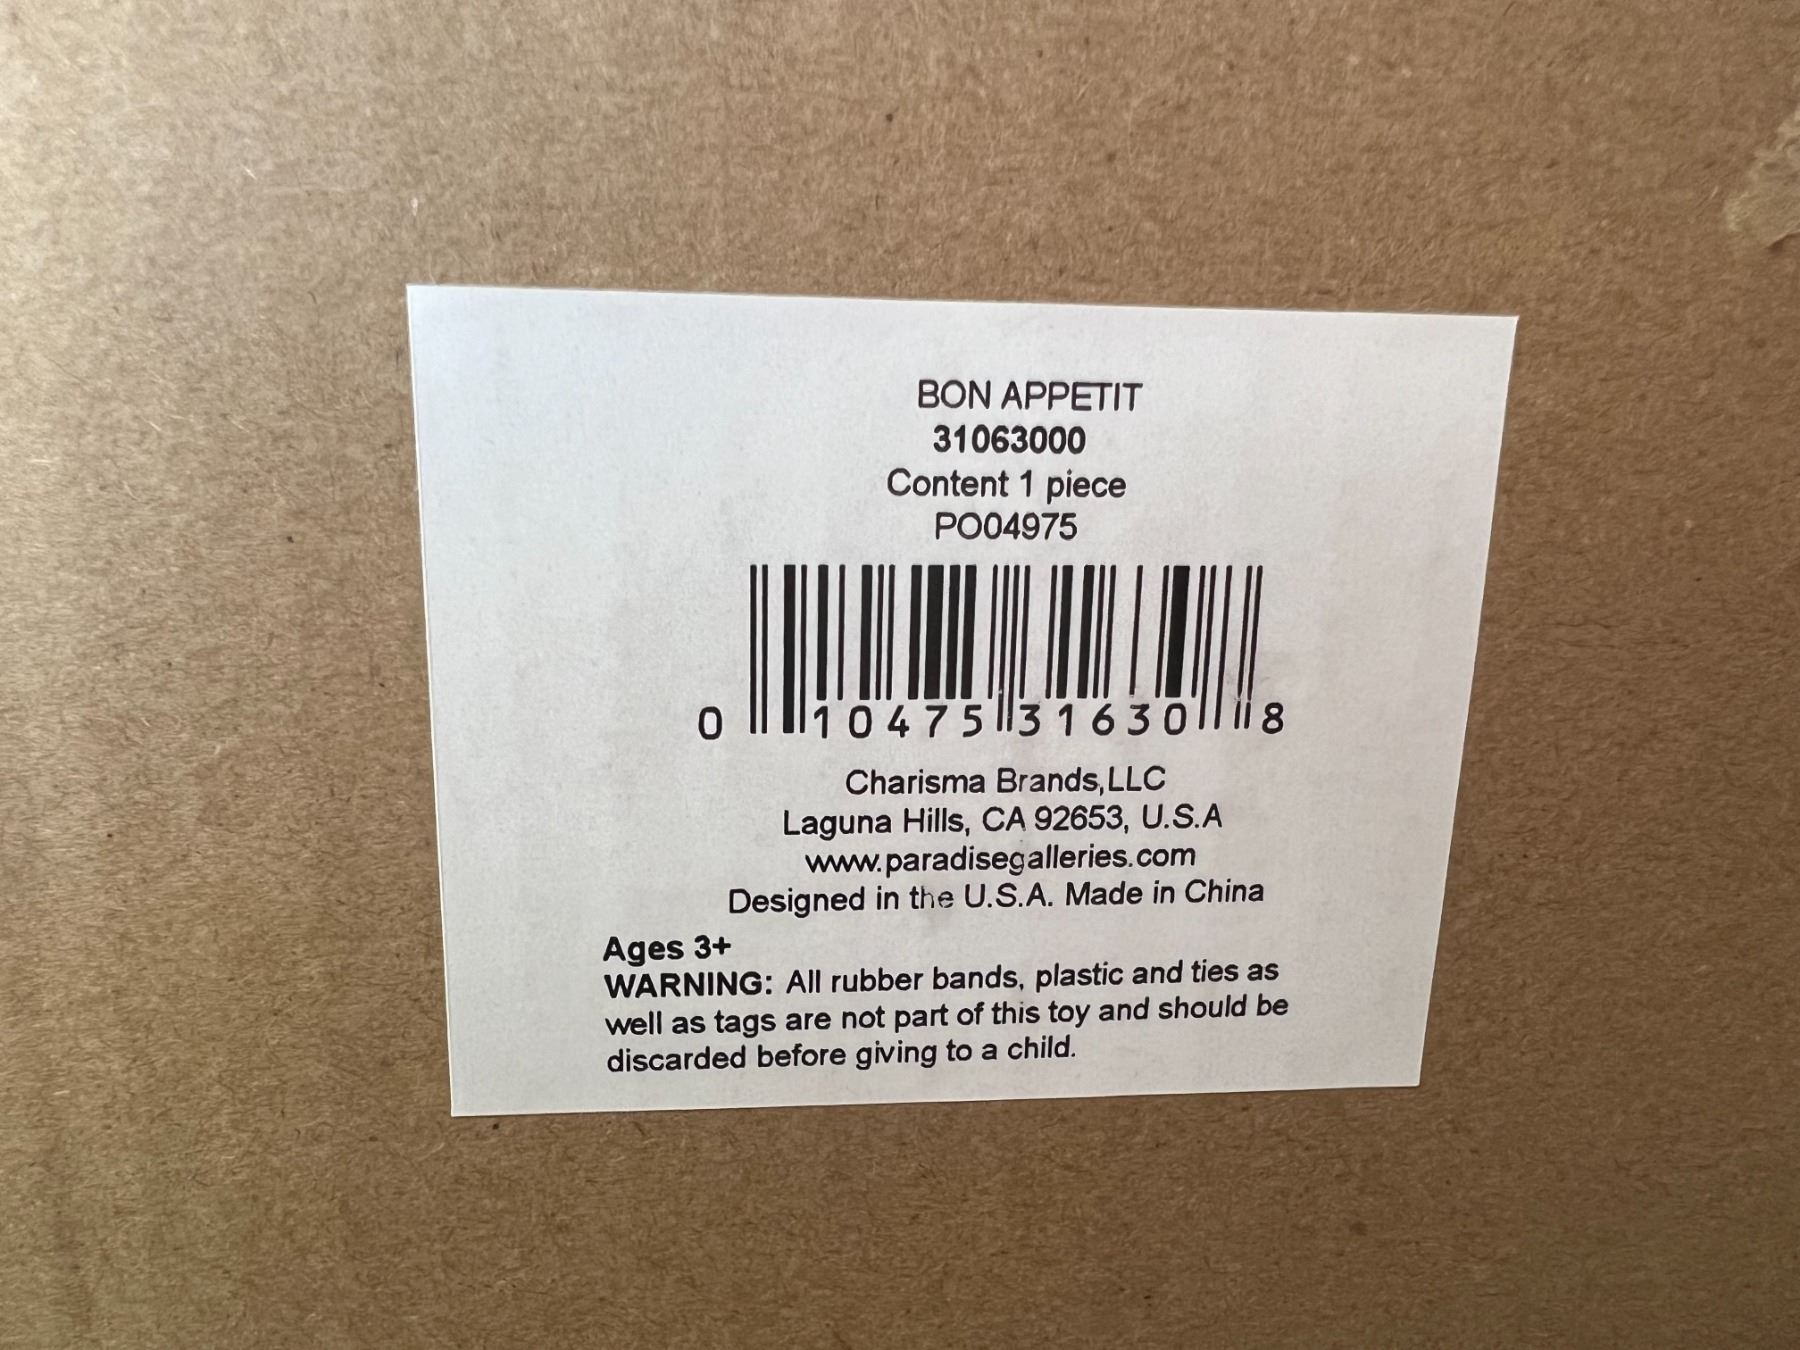 BON APPETIT
31063000
Content 1 piece
PO04975
0 10475 31630 8
Charisma Brands,LLC
Laguna Hills, CA 92653, U.S.A
www.paradisegalleries.com
Designed in the U.S.A. Made in China
Ages 3+
WARNING: All rubber bands, plastic and ties as
well as tags are not part of this toy and should be
discarded before giving to a child.